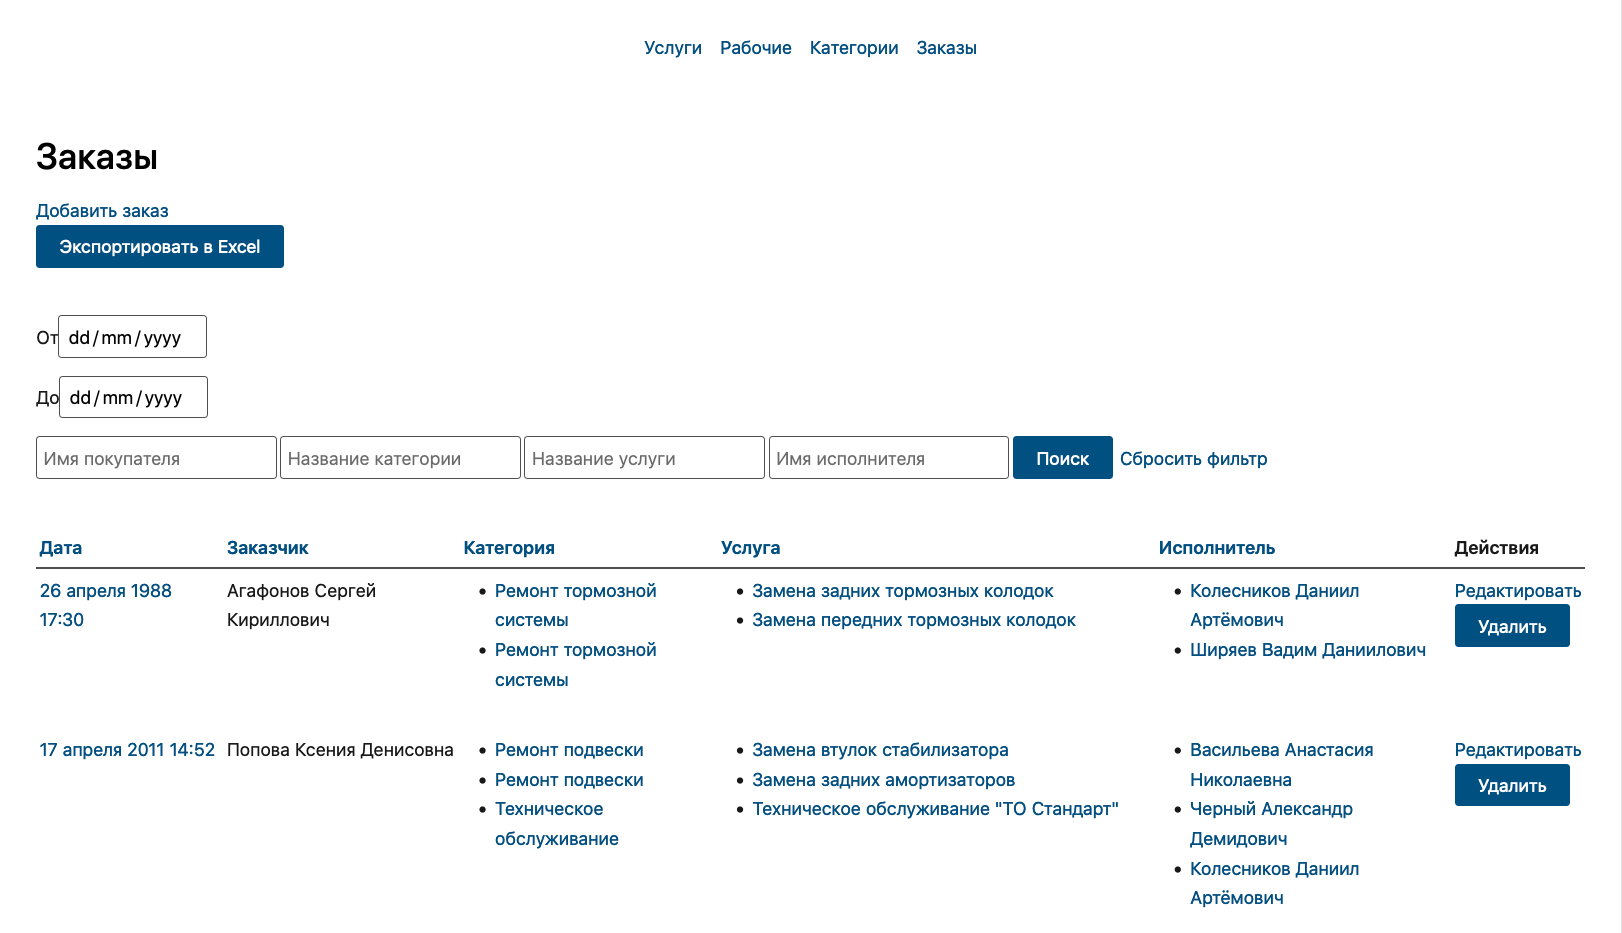 Услуги Рабочие Категории Заказы
Заказы
Добавить заказ
Экспортировать в Excel
От dd/mm/yyyy
До dd/mm/yyyy
Имя покупателя Название категории Название услуги Имя исполнителя Поиск Сбросить фильтр
Дата Заказчик Категория Услуга Исполнитель Действия
26 апреля 1988
17:30
Агафонов Сергей
Кириллович
• Ремонт тормозной
системы
• Ремонт тормозной
системы
• Замена задних тормозных колодок
• Замена передних тормозных колодок
• Колесников Даниил
Артёмович
• Ширяев Вадим Даниилович
Редактировать
Удалить
17 апреля 2011 14:52
Попова Ксения Денисовна
• Ремонт подвески
• Ремонт подвески
• Техническое
обслуживание
• Замена втулок стабилизатора
• Замена задних амортизаторов
• Техническое обслуживание "ТО Стандарт"
• Васильева Анастасия
Николаевна
• Черный Александр
Демидович
• Колесников Даниил
Артёмович
Редактировать
Удалить